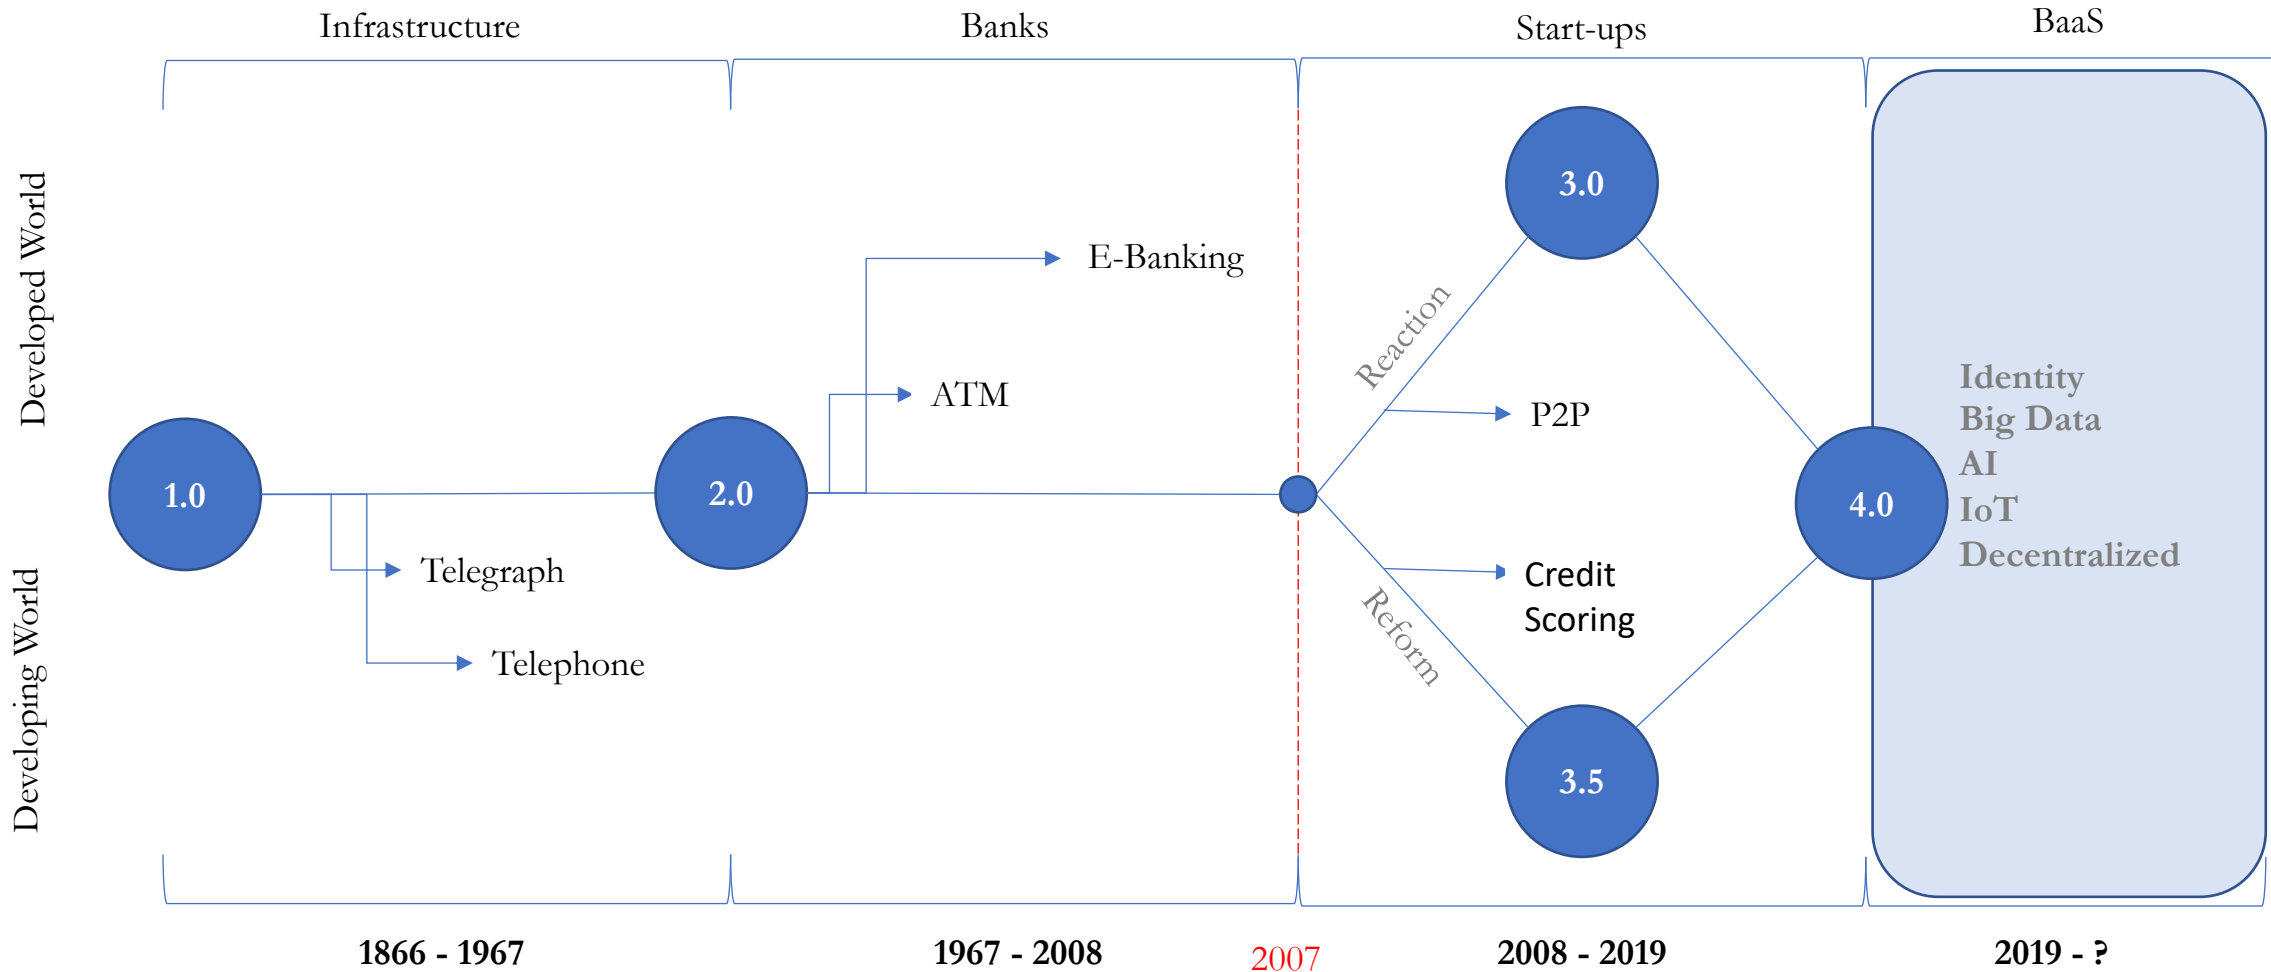 Infrastructure
Banks
Start-ups
BaaS
Developed World
Developing World
1.0
Telegraph
Telephone
2.0
ATM
E-Banking
Reaction
Reform
3.0
P2P
Credit
Scoring
3.5
4.0
Identity
Big Data
AI
IoT
Decentralized
1866 - 1967
1967 - 2008
2007
2008 - 2019
2019 - ?